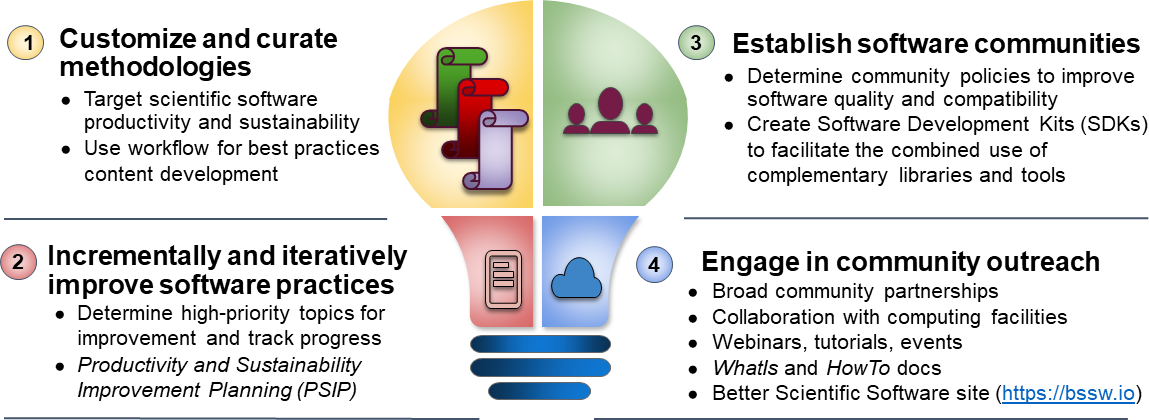 1
Customize and curate
methodologies
● Target scientific software
productivity and sustainability
● Use workflow for best practices
content development
2
Incrementally and iteratively
improve software practices
● Determine high-priority topics for
improvement and track progress
● Productivity and Sustainability
Improvement Planning (PSIP)
3
Establish software communities
● Determine community policies to improve
software quality and compatibility
● Create Software Development Kits (SDKs)
to facilitate the combined use of
complementary libraries and tools
4
Engage in community outreach
● Broad community partnerships
● Collaboration with computing facilities
● Webinars, tutorials, events
● WhatIs and HowTo docs
● Better Scientific Software site (https://bssw.io)